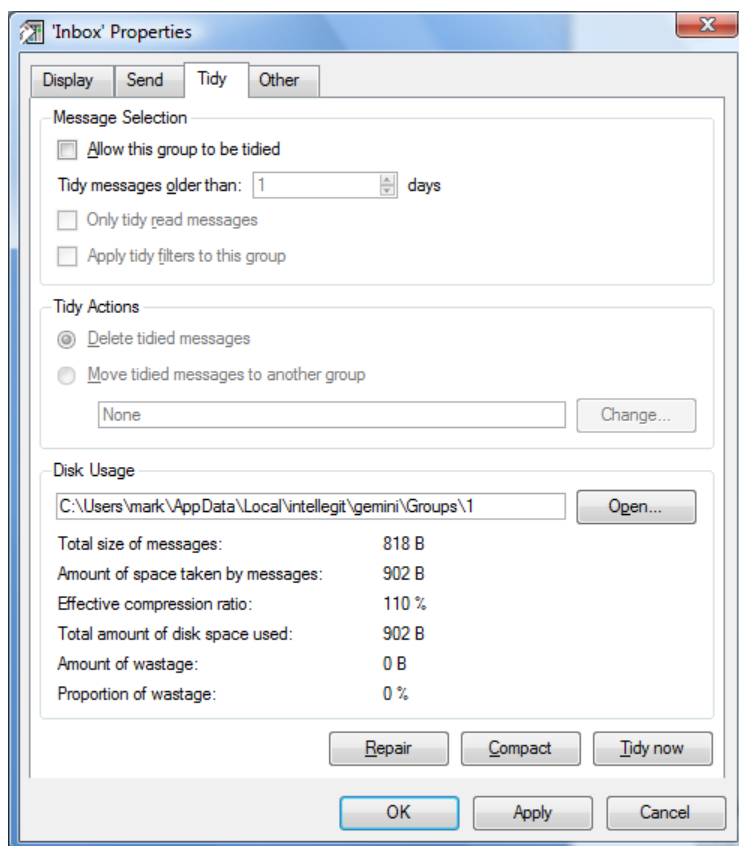 'Inbox' Properties
Display Send Tidy Other
Message Selection
Allow this group to be tidied
Tidy messages older than: 1 days
Only tidy read messages
Apply tidy filters to this group
Tidy Actions
Delete tidied messages
Move tidied messages to another group
None Change...
Disk Usage
C:\Users\mark\AppData\Local\intellegit\gemini\Groups\1 Open...
Total size of messages: 818 B
Amount of space taken by messages: 902 B
Effective compression ratio: 110 %
Total amount of disk space used: 902 B
Amount of wastage: 0 B
Proportion of wastage: 0 %
Repair Compact Tidy now
OK Apply Cancel